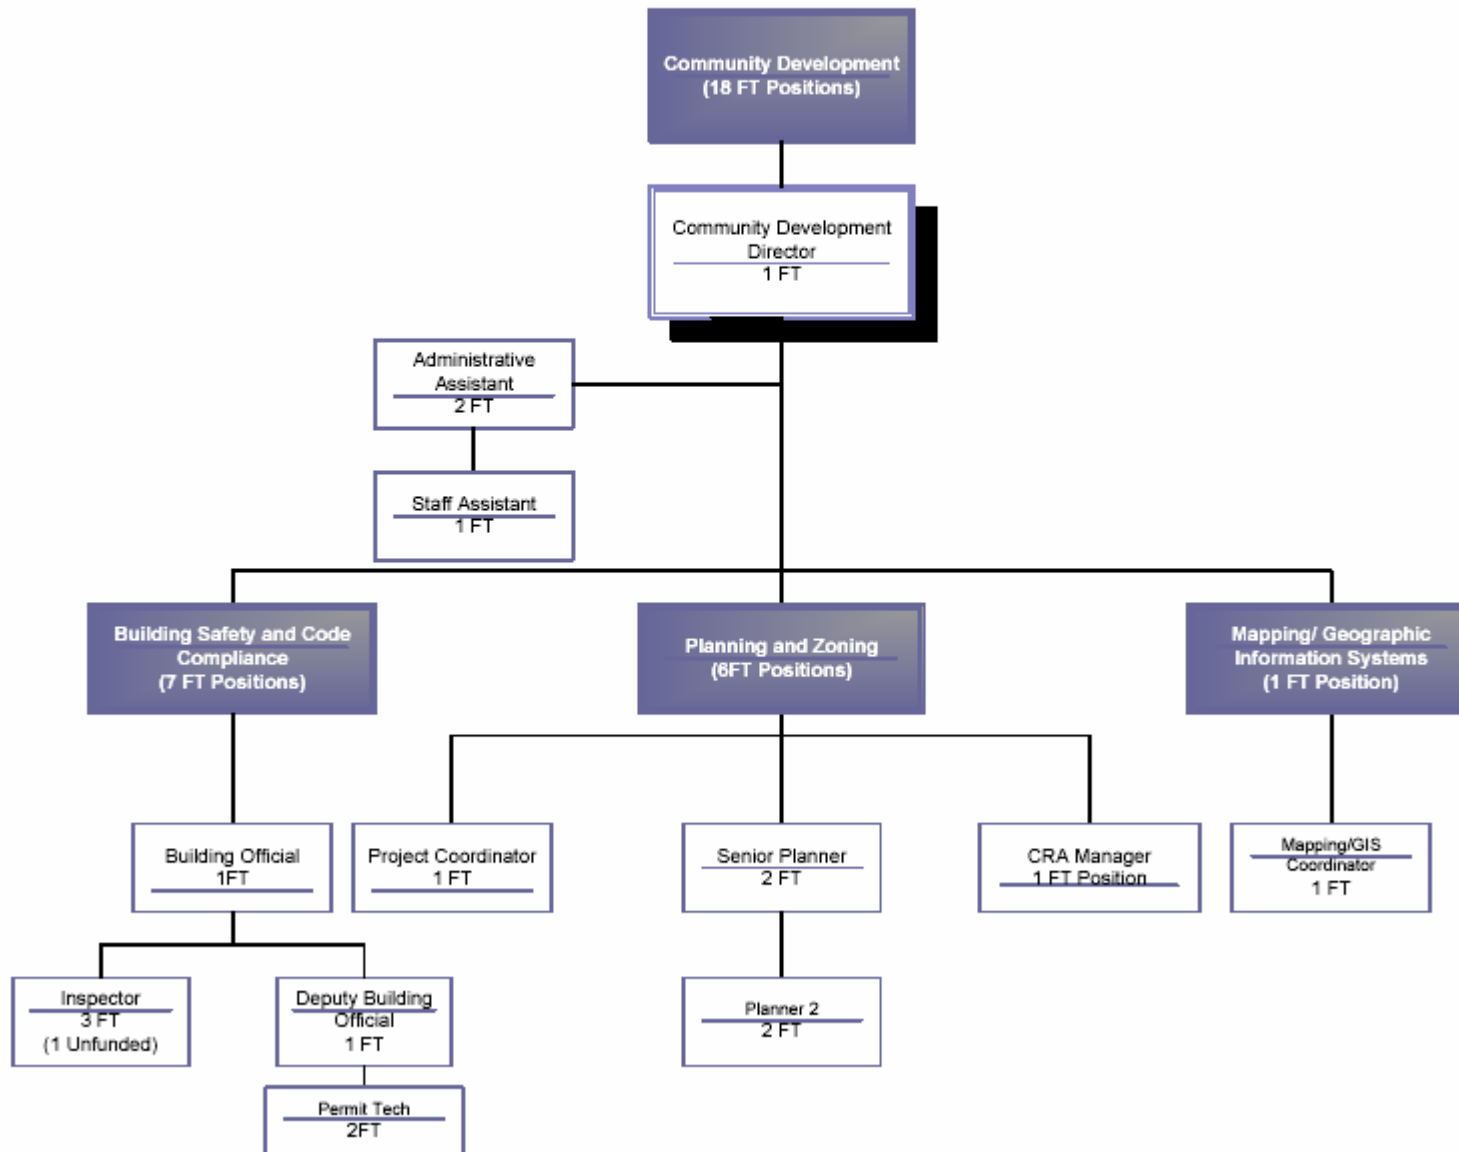 Community Development
(18 FT Positions)
Community Development
Director
1 FT
Administrative
Assistant
2 FT
Staff Assistant
1 FT
Building Safety and Code
Compliance
(7 FT Positions)
Planning and Zoning
(6FT Positions)
Mapping/ Geographic
Information Systems
(1 FT Position)
Building Official
1FT
Project Coordinator
1 FT
Senior Planner
2 FT
CRA Manager
1 FT Position
Mapping/GIS
Coordinator
1 FT
Inspector
3 FT
(1 Unfunded)
Deputy Building
Official
1 FT
Planner 2
2 FT
Permit Tech
2FT